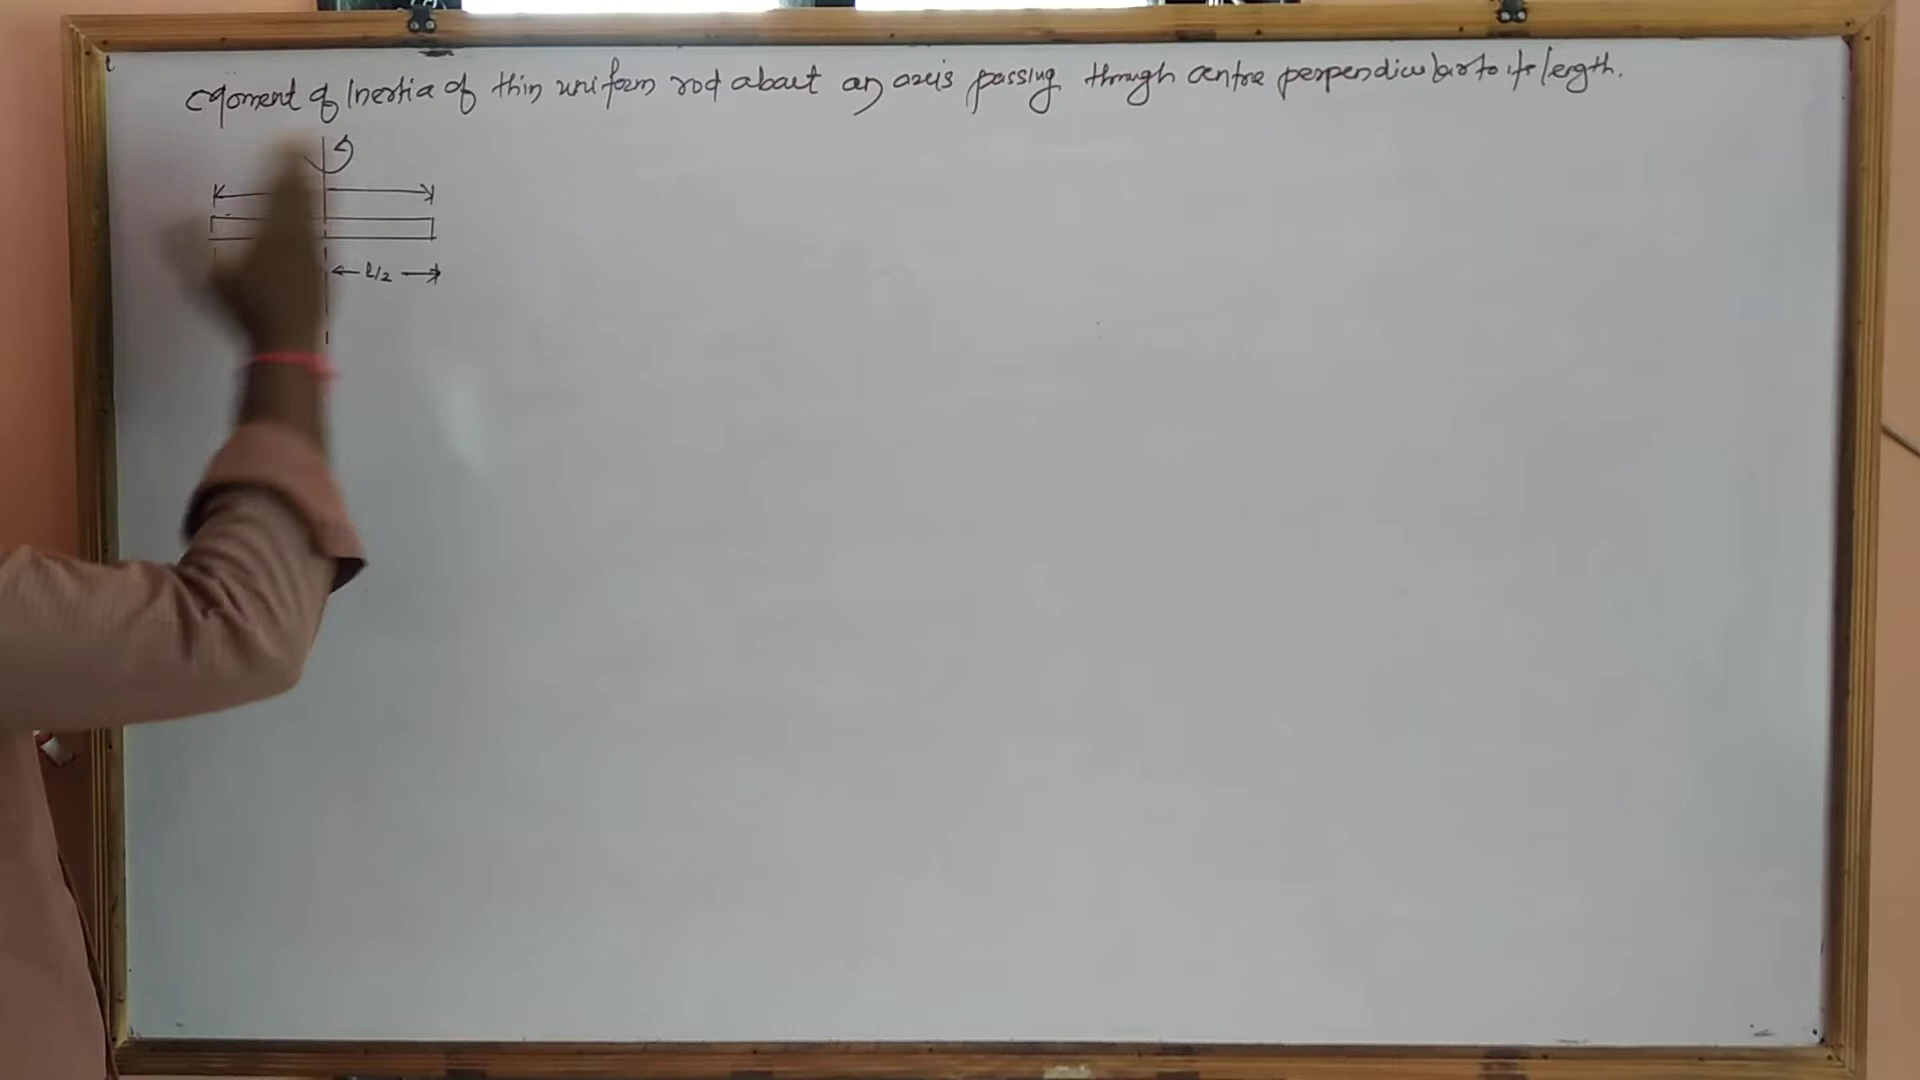 Moment of Inertia of thin uniform rod about an axis passing through centre perpendicular to its length.
l/2